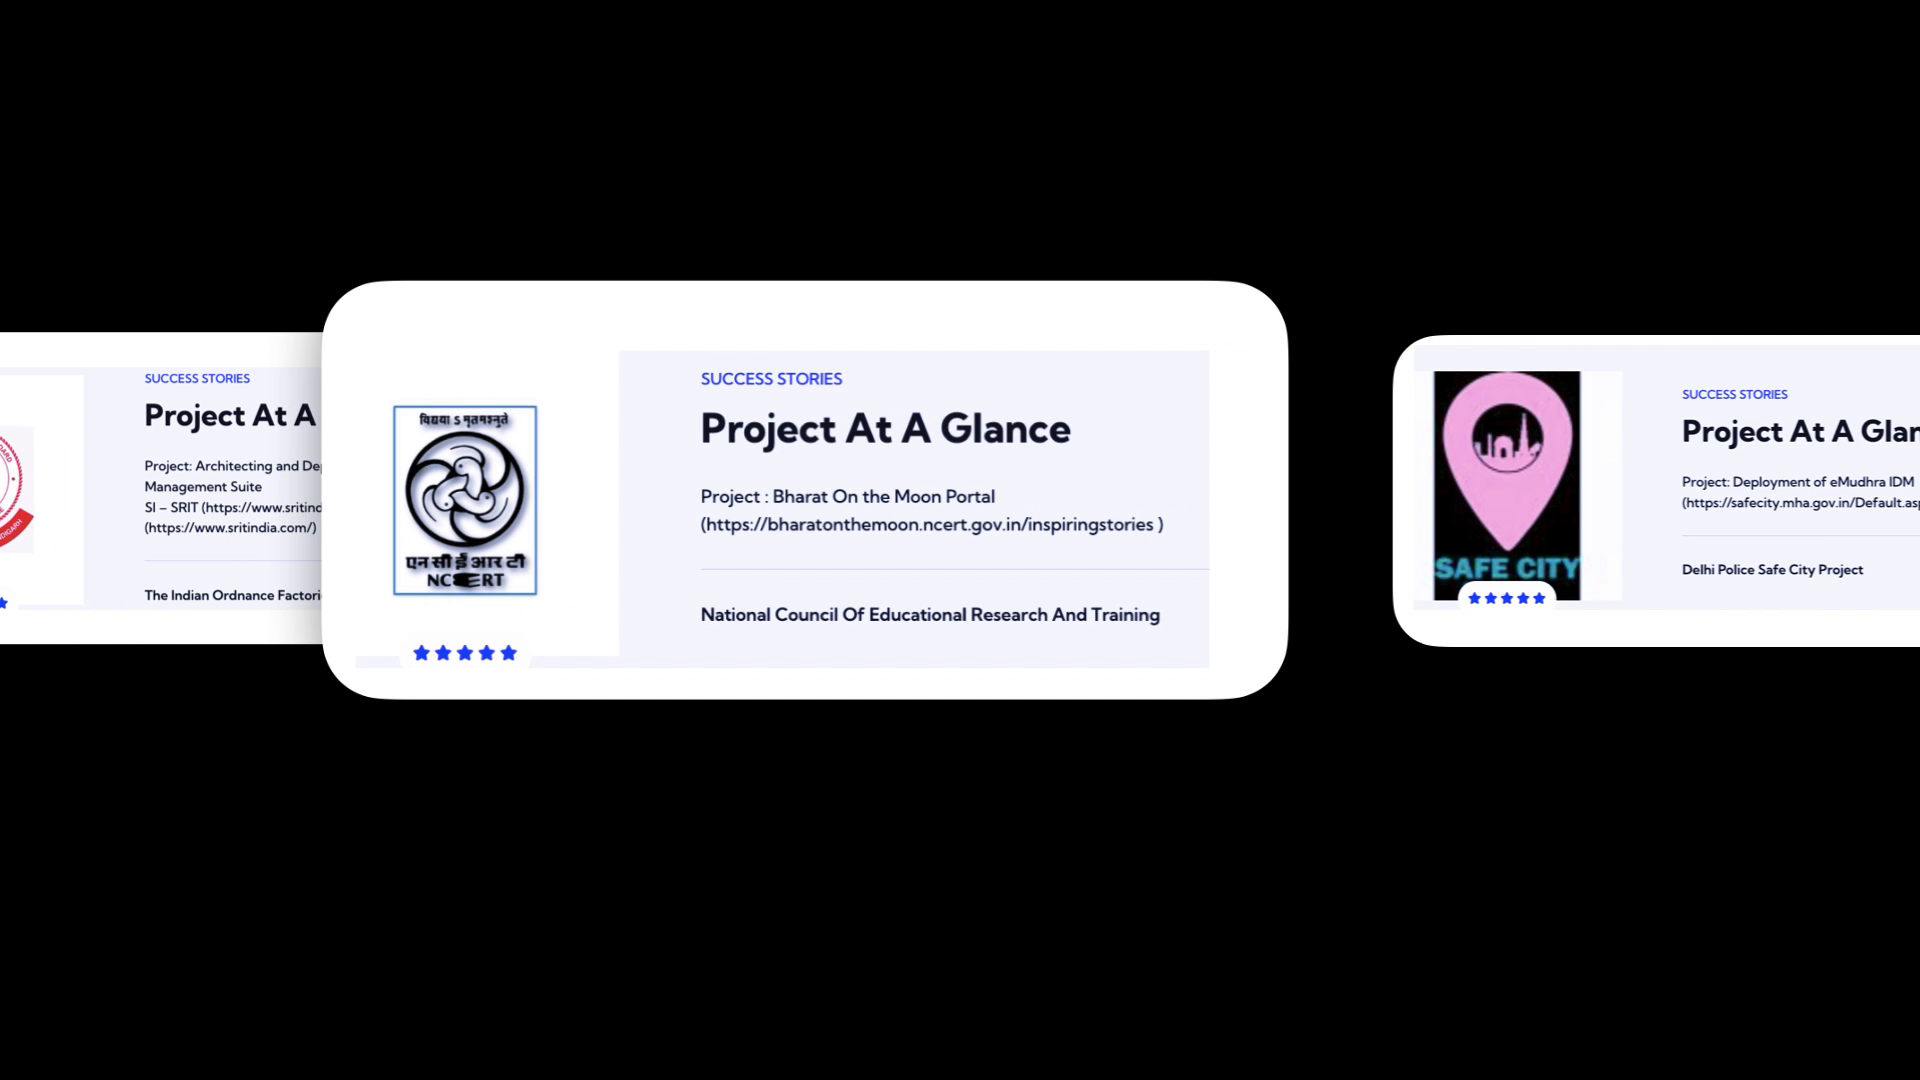 SUCCESS STORIES
Project At A
Project: Architecting and De
Management Suite
SI – SRIT (https://www.sritind
(https://www.sritindia.com/)
The Indian Ordnance Factori
विद्यया ऽ मृतमश्नुते
एन सी ई आर टी
NCERT
SUCCESS STORIES
Project At A Glance
Project : Bharat On the Moon Portal
(https://bharatonthemoon.ncert.gov.in/inspiringstories )
National Council Of Educational Research And Training
SAFE CITY
SUCCESS STORIES
Project At A Glan
Project: Deployment of eMudhra IDM
(https://safecity.mha.gov.in/Default.asp
Delhi Police Safe City Project